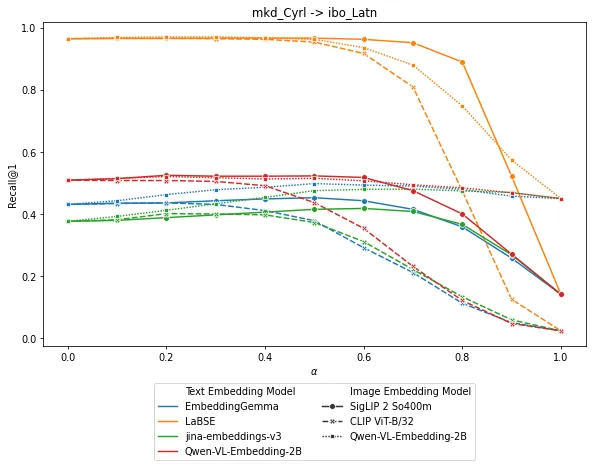 mkd_Cyrl -> ibo_Latn
Recall@1
1.0
0.8
0.6
0.4
0.2
0.0
0.0 0.2 0.4 0.6 0.8 1.0
α
Text Embedding Model Image Embedding Model
EmbeddingGemma SigLIP 2 So400m
LaBSE CLIP ViT-B/32
jina-embeddings-v3 Qwen-VL-Embedding-2B
Qwen-VL-Embedding-2B